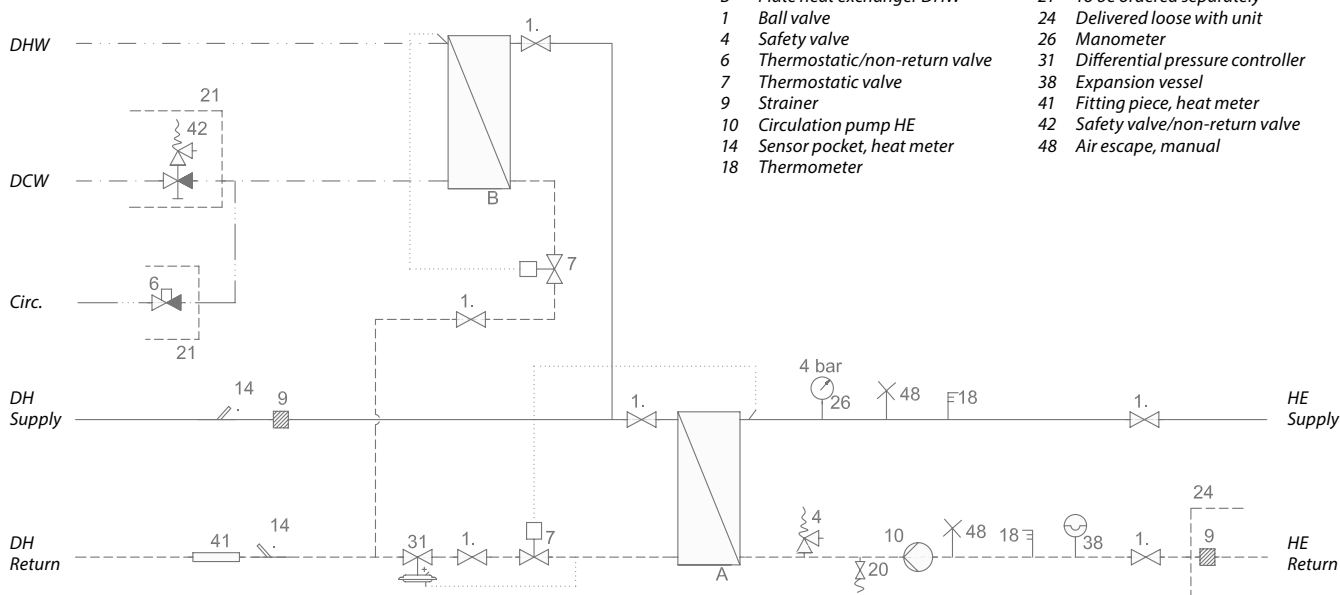 B Plate heat exchanger DHW
1 Ball valve
4 Safety valve
6 Thermostatic/non-return valve
7 Thermostatic valve
9 Strainer
10 Circulation pump HE
14 Sensor pocket, heat meter
18 Thermometer
21 To be ordered separately
24 Delivered loose with unit
26 Manometer
31 Differential pressure controller
38 Expansion vessel
41 Fitting piece, heat meter
42 Safety valve/non-return valve
48 Air escape, manual
DHW
1.
21
42
DCW
B
7
6
Circ.
1.
21
DH
Supply
14
9
1.
4 bar
26
48
18
1.
HE
Supply
DH
Return
41
14
31
1.
7
A
4
20
10
48
18
38
1.
24
9
HE
Return